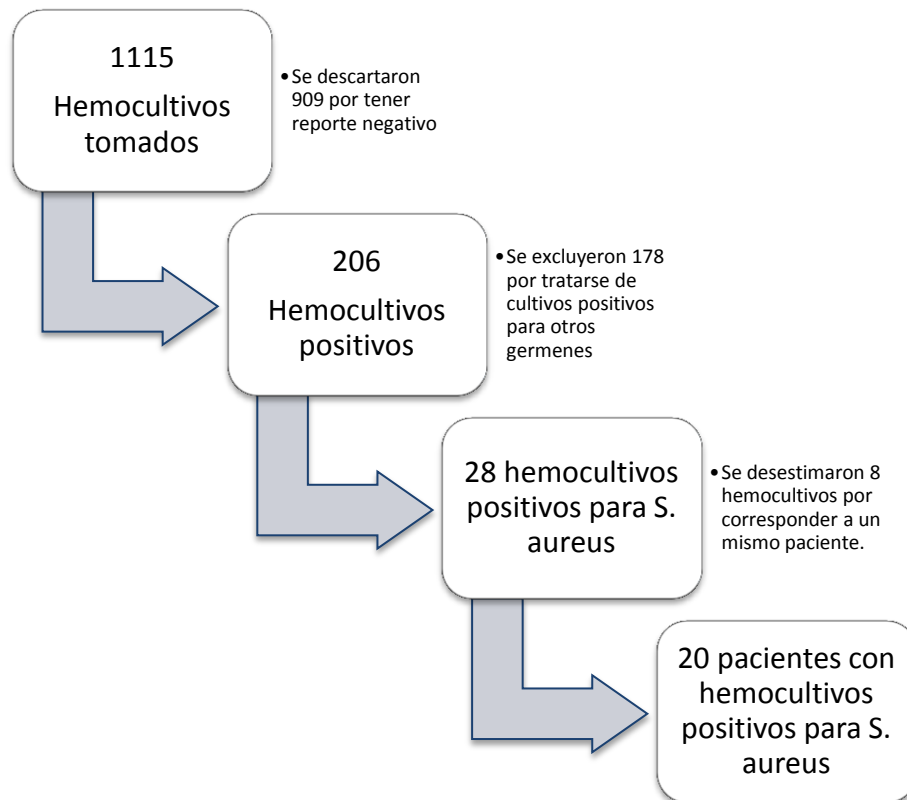 1115
Hemocultivos
tomados
•Se descartaron
909 por tener
reporte negativo
206
Hemocultivos
positivos
•Se excluyeron 178
por tratarse de
cultivos positivos
para otros
germenes
28 hemocultivos
positivos para S.
aureus
•Se desestimaron 8
hemocultivos por
corresponder a un
mismo paciente.
20 pacientes con
hemocultivos
positivos para S.
aureus